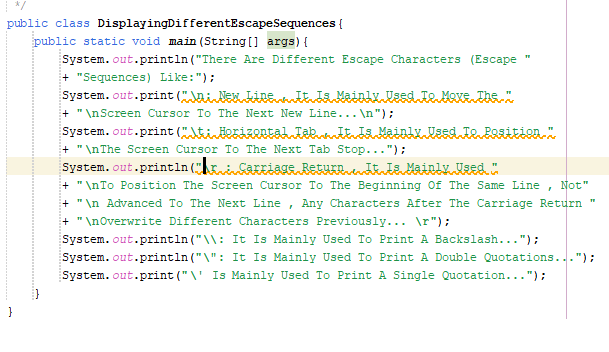 */
public class DisplayingDifferentEscapeSequences{
public static void main(String[] args){
System.out.println("There Are Different Escape Characters (Escape "
+ "Sequences) Like:");
System.out.print("\n: New Line , It Is Mainly Used To Move The "
+ "\nScreen Cursor To The Next New Line...\n");
System.out.print("\t: Horizontal Tab , It Is Mainly Used To Position "
+ "\nThe Screen Cursor To The Next Tab Stop...");
System.out.println("\r : Carriage Return , It Is Mainly Used "
+ "\nTo Position The Screen Cursor To The Beginning Of The Same Line , Not"
+ "\n Advanced To The Next Line , Any Characters After The Carriage Return "
+ "\nOverwrite Different Characters Previously... \r");
System.out.println("\\: It Is Mainly Used To Print A Backslash...");
System.out.println("\": It Is Mainly Used To Print A Double Quotations...");
System.out.print("\' Is Mainly Used To Print A Single Quotation...");
}
}